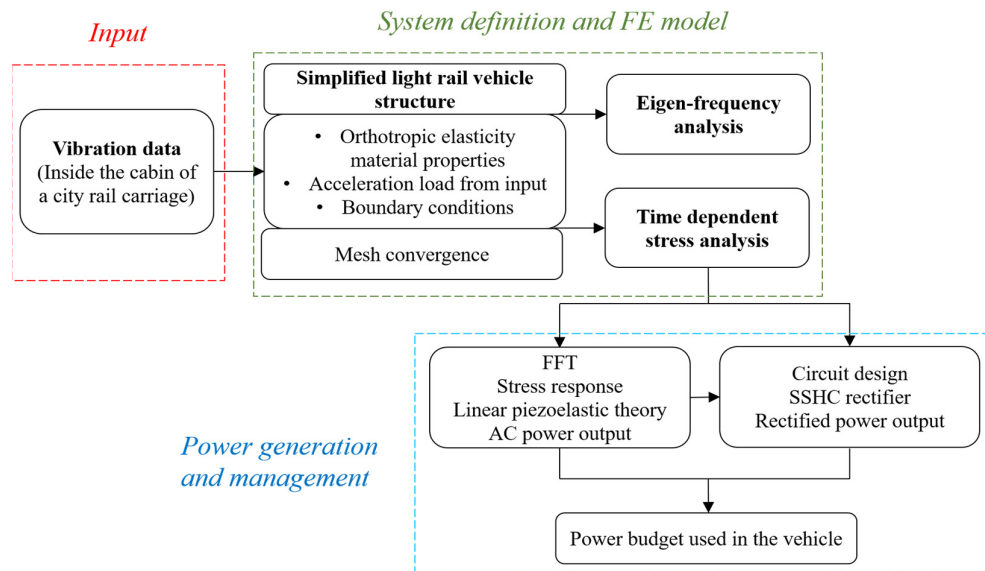 Input
System definition and FE model
Vibration data
(Inside the cabin of
a city rail carriage)
Simplified light rail vehicle
structure
• Orthotropic elasticity
material properties
• Acceleration load from input
• Boundary conditions
Mesh convergence
Eigen-frequency
analysis
Time dependent
stress analysis
Power generation
and management
FFT
Stress response
Linear piezoelastic theory
AC power output
Circuit design
SSHC rectifier
Rectified power output
Power budget used in the vehicle